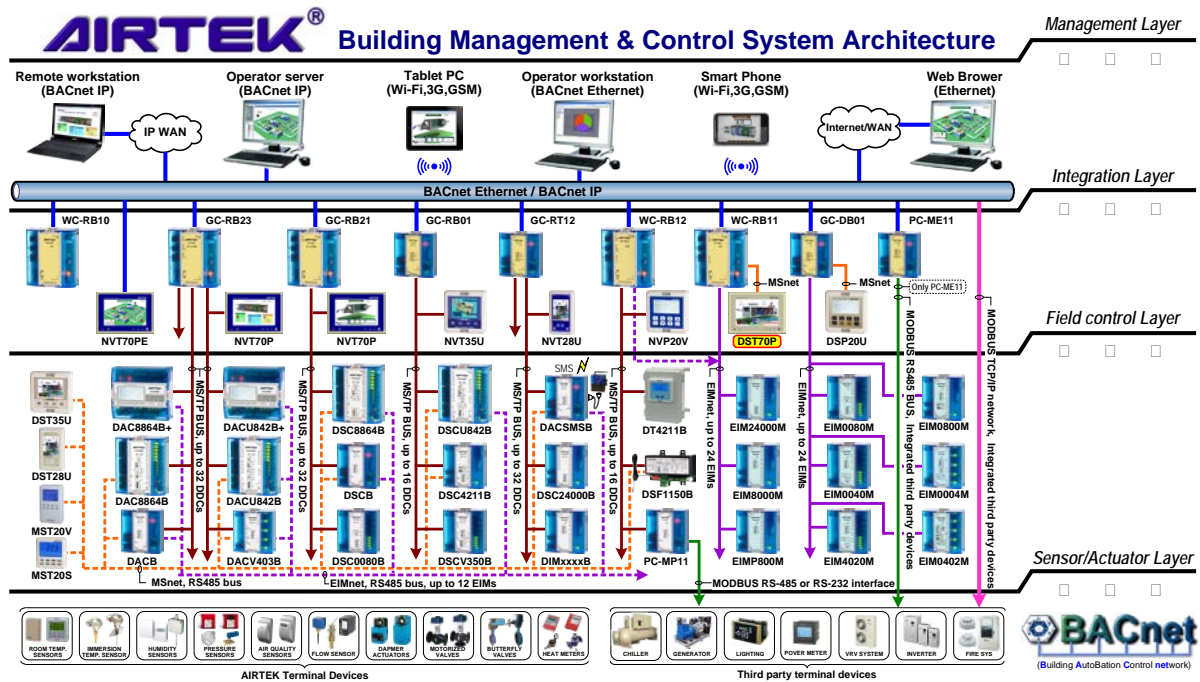 AIRTEK®
Building Management & Control System Architecture
Management Layer
Remote workstation
(BACnet IP)
Operator server
(BACnet IP)
Tablet PC
(Wi-Fi,3G,GSM)
Operator workstation
(BACnet Ethernet)
Smart Phone
(Wi-Fi,3G,GSM)
Web Brower
(Ethernet)
IP WAN
Internet/WAN
BACnet Ethernet / BACnet IP
Integration Layer
WC-RB10
GC-RB23
GC-RB21
GC-RB01
GC-RT12
WC-RB12
WC-RB11
GC-DB01
PC-ME11
MSnet
MSnet
Only PC-ME11
NVT70PE
NVT70P
NVT70P
NVT35U
NVT28U
NVP20V
DST70P
DSP20U
Field control Layer
MS/TP BUS, up to 32 DDCs
MS/TP BUS, up to 32 DDCs
MS/TP BUS, up to 16 DDCs
MS/TP BUS, up to 32 DDCs
MS/TP BUS, up to 16 DDCs
EIMnet, up to 24 EIMs
EIMnet, up to 24 EIMs
MODBUS RS485 BUS, Integrated third party devices
MODBUS TCP/IP network, Integrated third party devices
SMS
DST35U
DAC8864B+
DACU842B+
DSC8864B
DSCU842B
DACSMSB
DT4211B
EIM24000M
EIM0080M
EIM0800M
DST28U
DAC8864B
DACU842B
DSCB
DSC4211B
DSC24000B
DSF1150B
EIM8000M
EIM0040M
EIM0004M
MST20V
MST20S
DACB
DACV403B
DSC0080B
DSCV350B
DIMxxxxB
PC-MP11
EIMP800M
EIM4020M
EIM0402M
Sensor/Actuator Layer
MSnet, RS485 bus
EIMnet, RS485 bus, up to 12 EIMs
MODBUS RS-485 or RS-232 interface
ROOM TEMP.
SENSORS
IMMERSION
TEMP. SENSOR
HUMIDITY
SENSORS
PRESSURE
SENSORS
AIR QUALITY
SENSORS
FLOW SENSOR
DAPMER
ACTUATORS
MOTORIZED
VALVES
BUTTERFLY
VALVES
HEAT METERS
CHILLER
GENERATOR
LIGHTING
POVER METER
VRV SYSTEM
INVERTER
FIRE SYS
AIRTEK Terminal Devices
Third party terminal devices
BACnet
(Building AutoBation Control network)